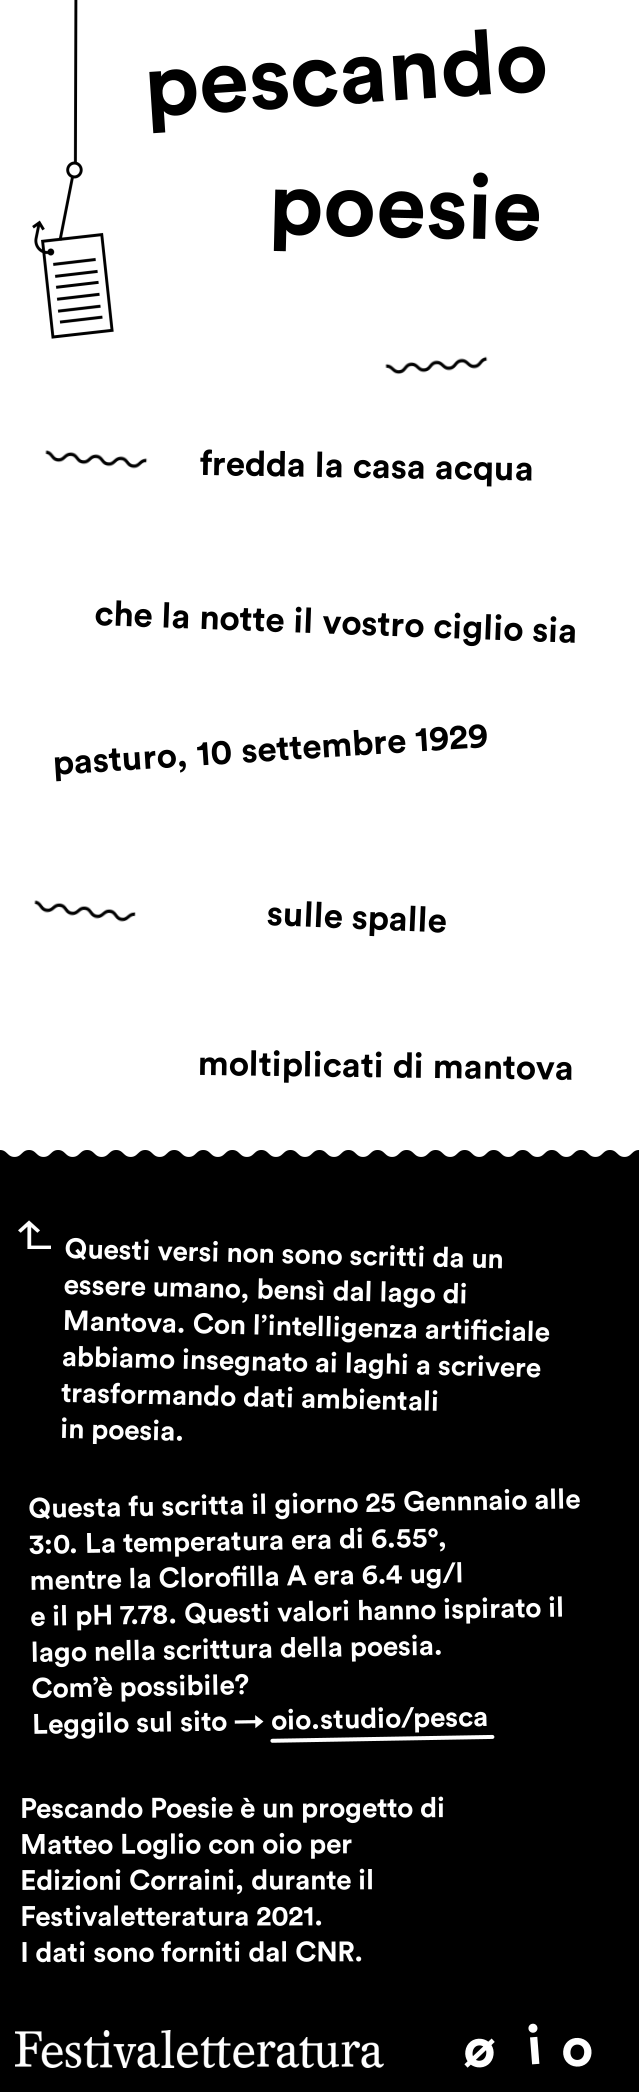 pescando
poesie
fredda la casa acqua
che la notte il vostro ciglio sia
pasturo, 10 settembre 1929
sulle spalle
moltiplicati di mantova
Questi versi non sono scritti da un
essere umano, bensì dal lago di
Mantova. Con l’intelligenza artificiale
abbiamo insegnato ai laghi a scrivere
trasformando dati ambientali
in poesia.
Questa fu scritta il giorno 25 Gennnaio alle
3:0. La temperatura era di 6.55°,
mentre la Clorofilla A era 6.4 ug/l
e il pH 7.78. Questi valori hanno ispirato il
lago nella scrittura della poesia.
Com’è possibile?
Leggilo sul sito → oio.studio/pesca
Pescando Poesie è un progetto di
Matteo Loglio con oio per
Edizioni Corraini, durante il
Festivaletteratura 2021.
I dati sono forniti dal CNR.
Festivaletteratura ø i o